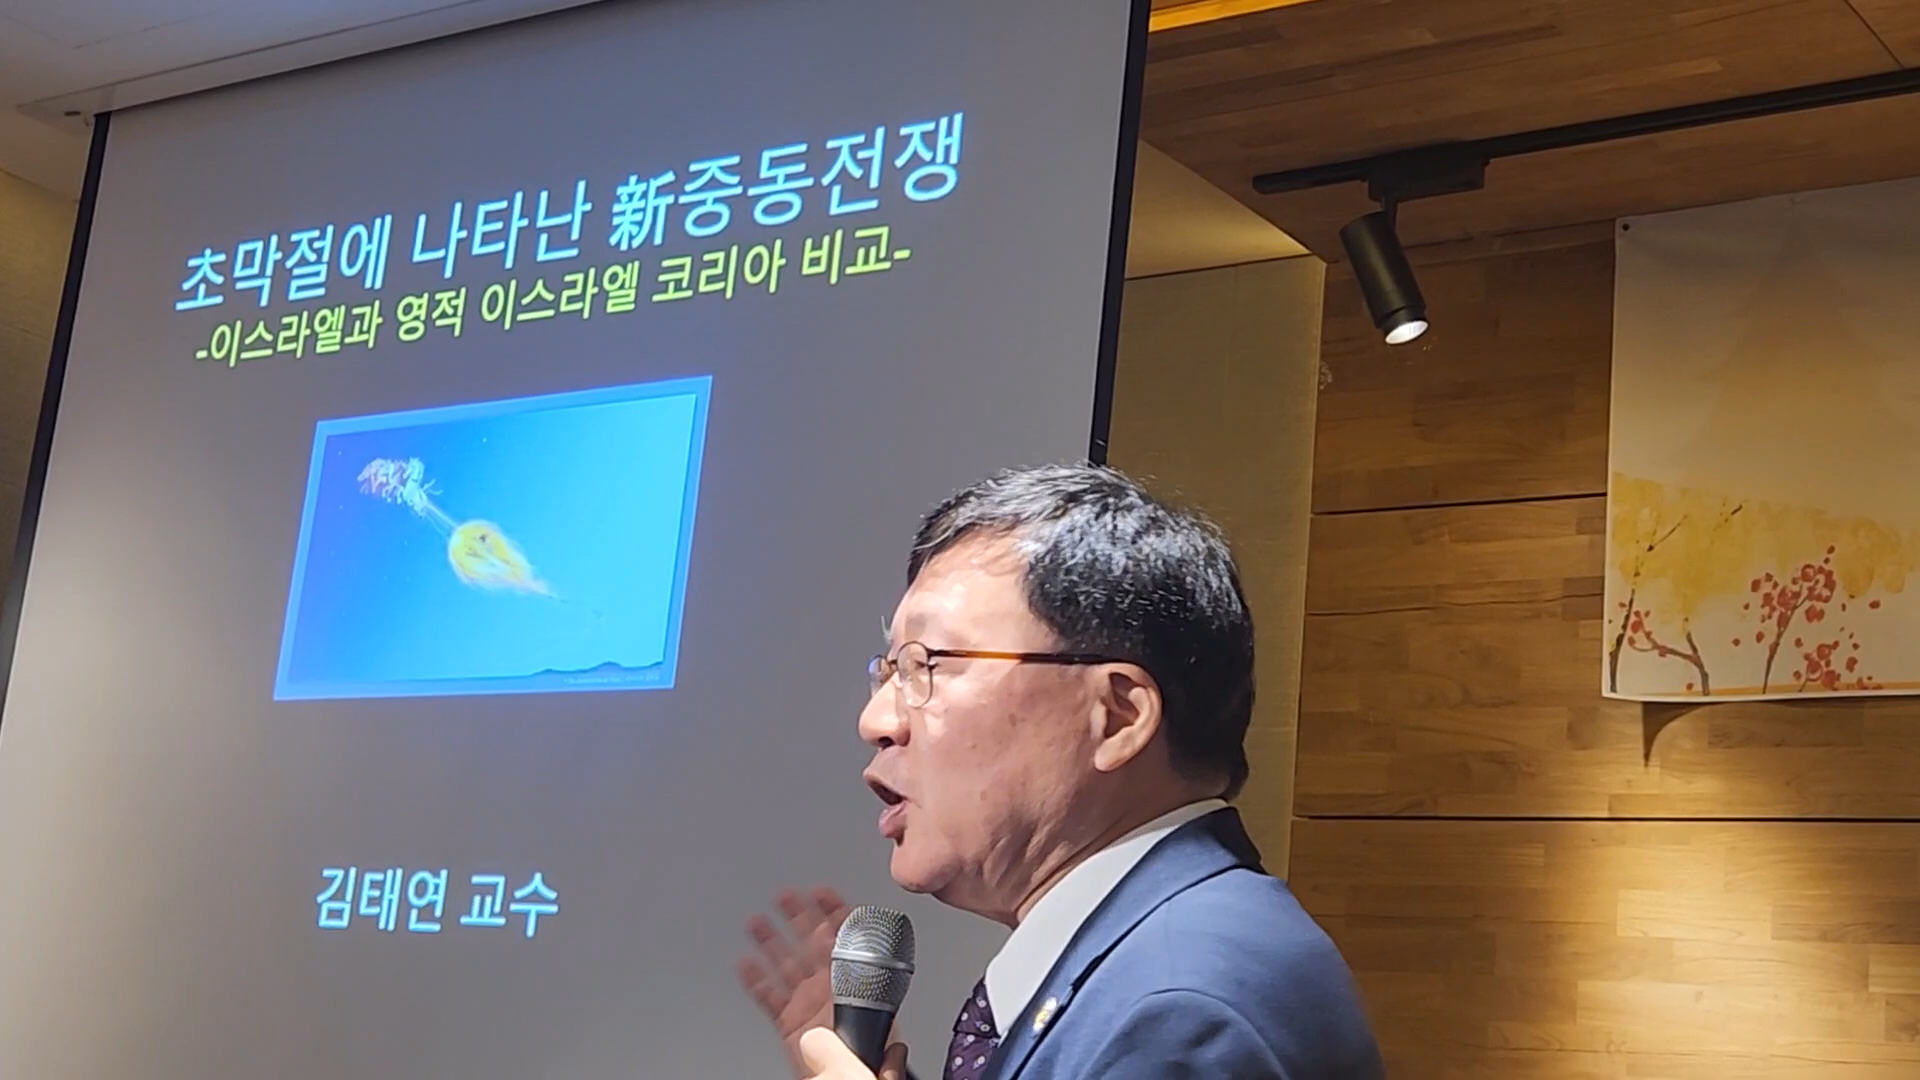 초막절에 나타난 新중동전쟁
-이스라엘과 영적 이스라엘 코리아 비교-
김태연 교수